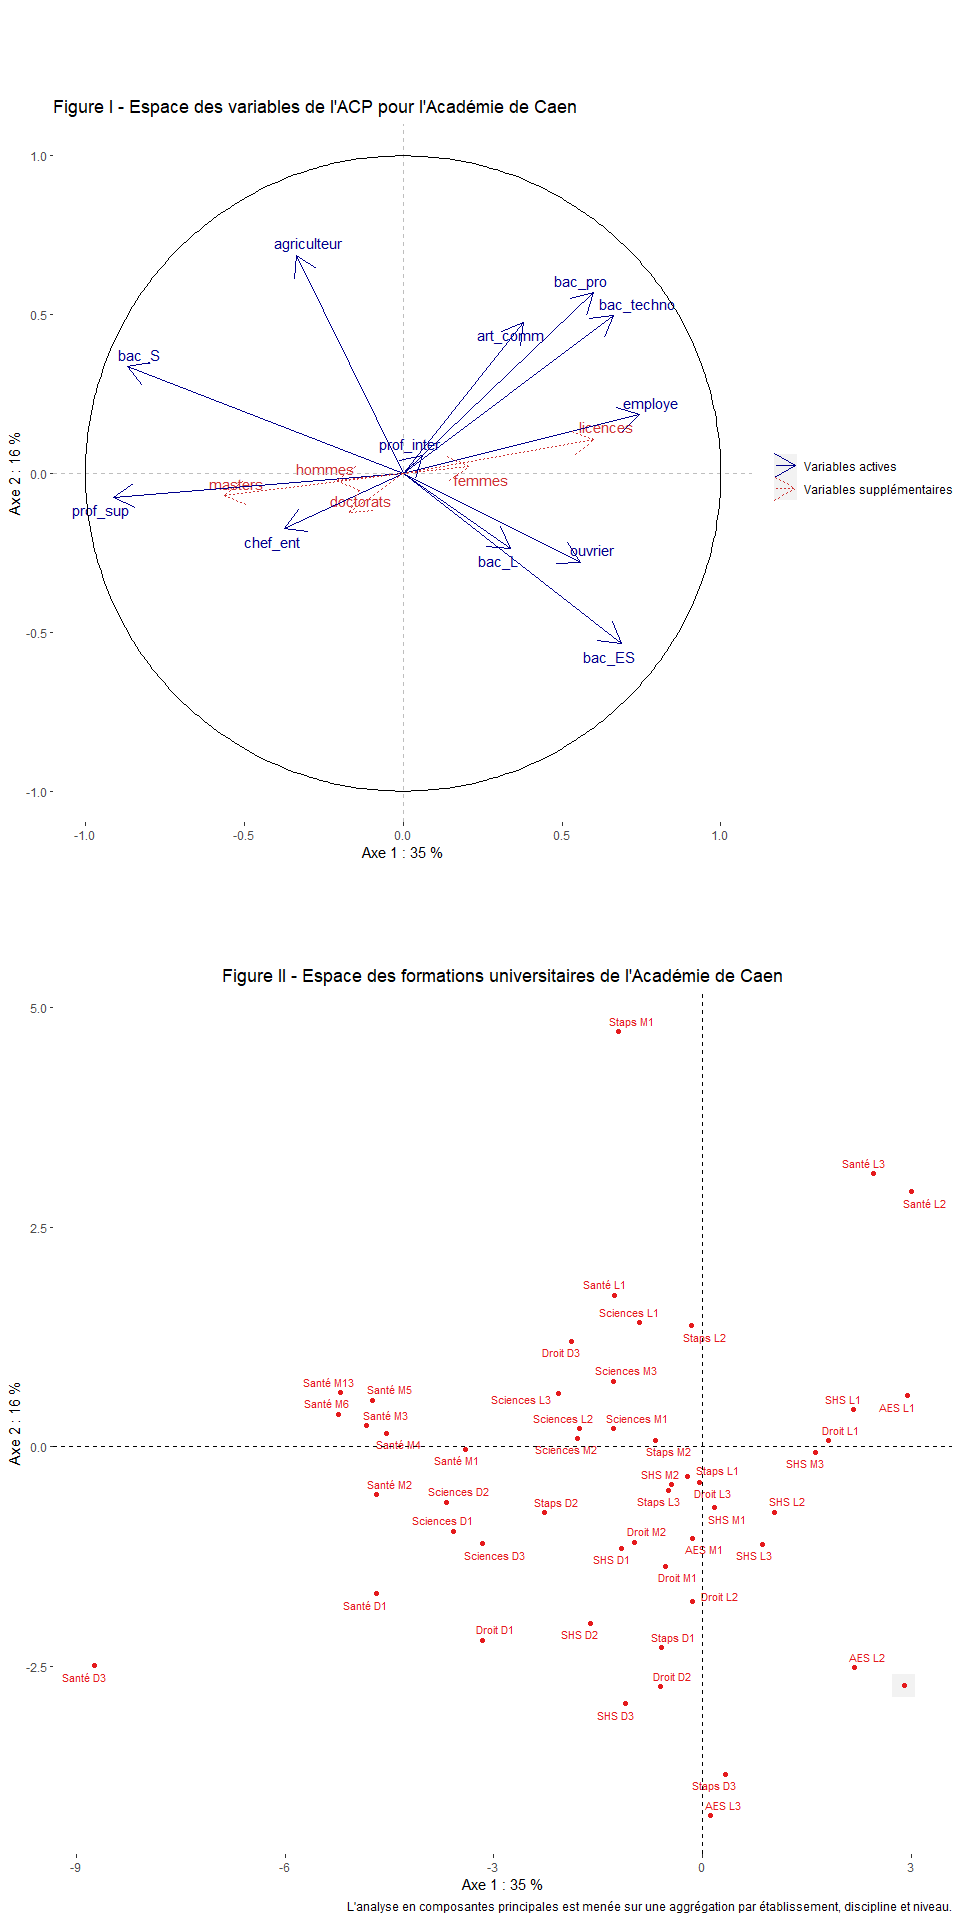 Figure I - Espace des variables de l'ACP pour l'Académie de Caen
1.0
agriculteur
bac_pro
bac_techno
0.5
art_comm
bac_S
employe
licences
prof_inter
Axe 2 : 16 %
0.0
hommes
femmes
masters
prof_sup
doctorats
chef_ent
ouvrier
bac_L
-0.5
bac_ES
-1.0
Variables actives
Variables supplémentaires
-1.0 -0.5 0.0 0.5 1.0
Axe 1 : 35 %
Figure II - Espace des formations universitaires de l'Académie de Caen
5.0
Staps M1
Santé L3
Santé L2
2.5
Santé L1
Sciences L1
Staps L2
Droit D3
Sciences M3
Santé M13
Santé M5
Sciences L3
SHS L1
AES L1
Santé M6
Santé M3
Sciences L2
Sciences M1
Droit L1
Axe 2 : 16 %
0.0
Santé M4
Sciences M2
Staps M2
Santé M1
SHS M3
SHS M2
Staps L1
Santé M2
Sciences D2
Droit L3
Staps L3
Staps D2
SHS L2
Sciences D1
SHS M1
Droit M2
Sciences D3
SHS D1
AES M1
SHS L3
Droit M1
Santé D1
Droit L2
Droit D1
SHS D2
Staps D1
AES L2
-2.5
Santé D3
Droit D2
SHS D3
Staps D3
AES L3
-9 -6 -3 0 3
Axe 1 : 35 %
L'analyse en composantes principales est menée sur une aggrégation par établissement, discipline et niveau.